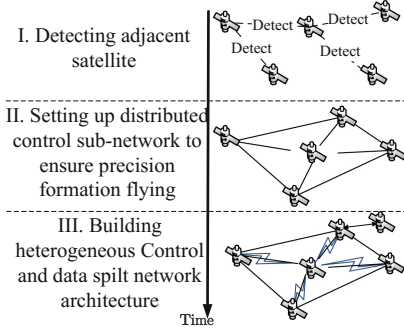 I. Detecting adjacent
satellite
Detect
Detect
Detect
Detect
II. Setting up distributed
control sub-network to
ensure precision
formation flying
III. Building
heterogeneous Control
and data spilt network
architecture
Time